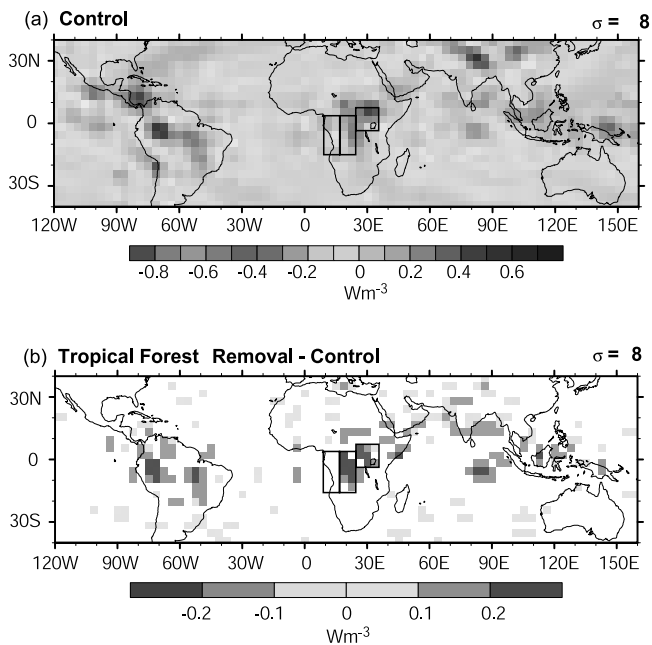 (a) Control σ = 8
30N
0
30S
120W 90W 60W 30W 0 30E 60E 90E 120E 150E
-0.8 -0.6 -0.4 -0.2 0 0.2 0.4 0.6
Wm-3
(b) Tropical Forest Removal - Control σ = 8
30N
0
30S
120W 90W 60W 30W 0 30E 60E 90E 120E 150E
-0.2 -0.1 0 0.1 0.2
Wm-3